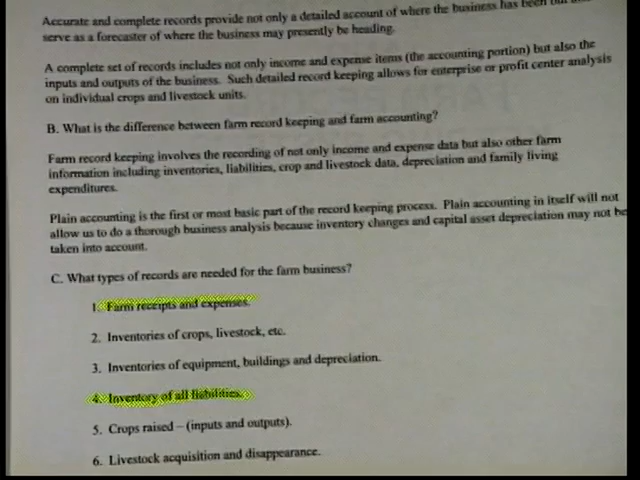 Accurate and complete records provide not only a detailed account of where the business has been but
serve as a forecaster of where the business may presently be heading.
A complete set of records includes not only income and expense items (the accounting portion) but also the
inputs and outputs of the business. Such detailed record keeping allows for enterprise or profit center analysis
on individual crops and livestock units.
B. What is the difference between farm record keeping and farm accounting?
Farm record keeping involves the recording of not only income and expense data but also other farm
information including inventories, liabilities, crop and livestock data, depreciation and family living
expenditures.
Plain accounting is the first or most basic part of the record keeping process. Plain accounting in itself will not
allow us to do a thorough business analysis because inventory changes and capital asset depreciation may not be
taken into account.
C. What types of records are needed for the farm business?
1. Farm receipts and expenses.
2. Inventories of crops, livestock, etc.
3. Inventories of equipment, buildings and depreciation.
4. Inventory of all liabilities.
5. Crops raised – (inputs and outputs).
6. Livestock acquisition and disappearance.